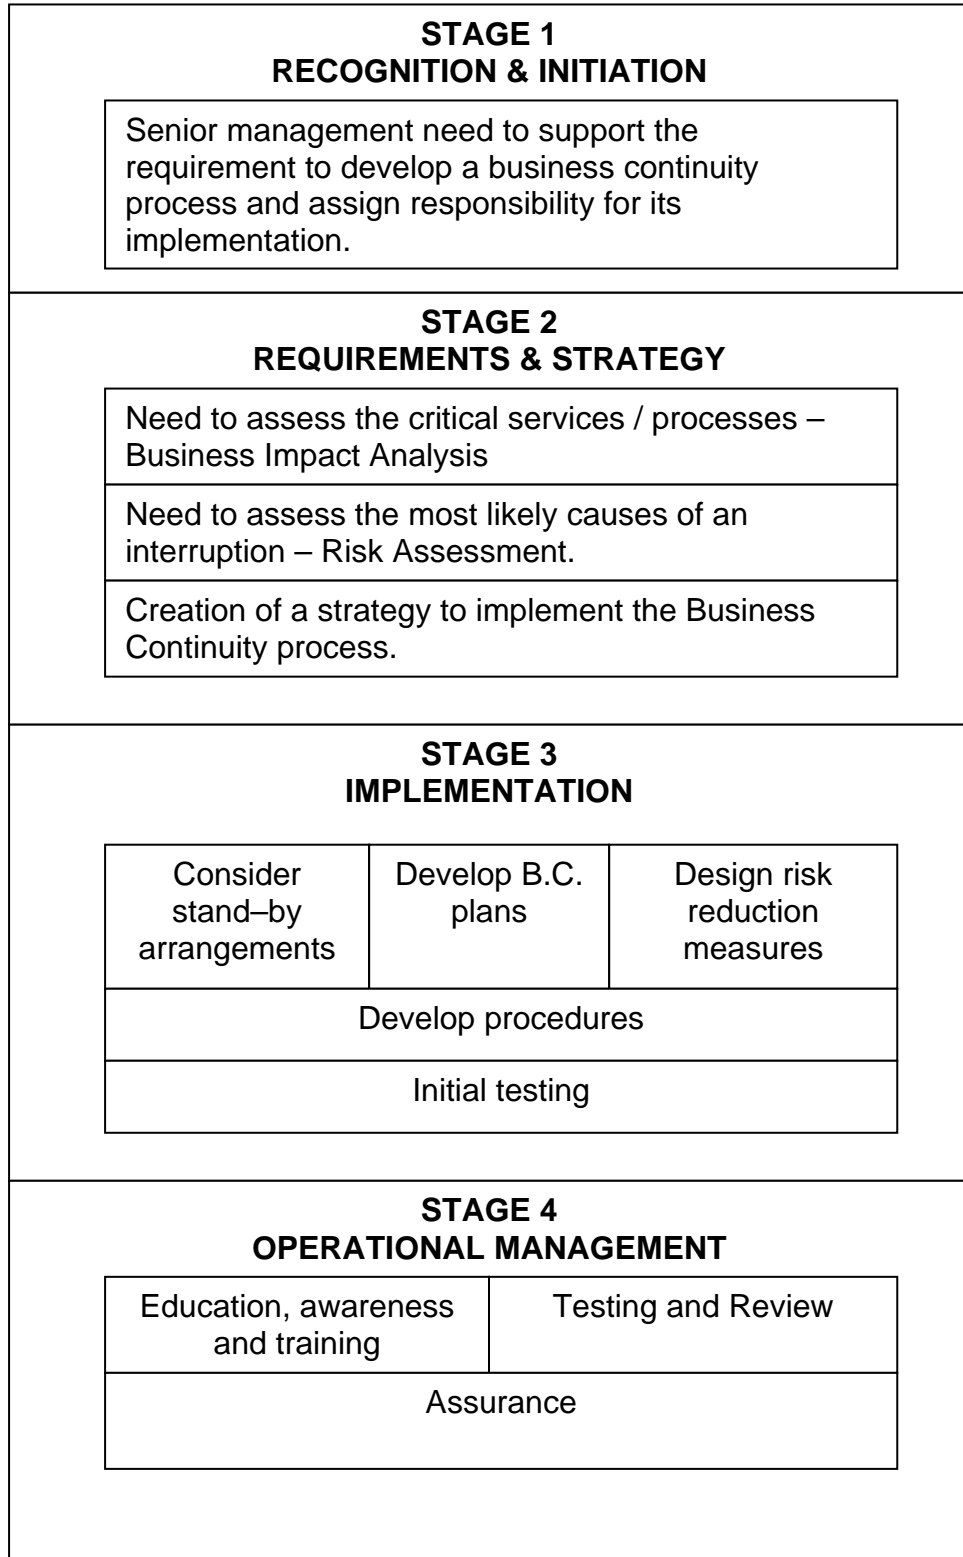 STAGE 1
RECOGNITION & INITIATION
Senior management need to support the
requirement to develop a business continuity
process and assign responsibility for its
implementation.
STAGE 2
REQUIREMENTS & STRATEGY
Need to assess the critical services / processes –
Business Impact Analysis
Need to assess the most likely causes of an
interruption – Risk Assessment.
Creation of a strategy to implement the Business
Continuity process.
STAGE 3
IMPLEMENTATION
Consider
stand–by
arrangements
Develop B.C.
plans
Design risk
reduction
measures
Develop procedures
Initial testing
STAGE 4
OPERATIONAL MANAGEMENT
Education, awareness
and training
Testing and Review
Assurance